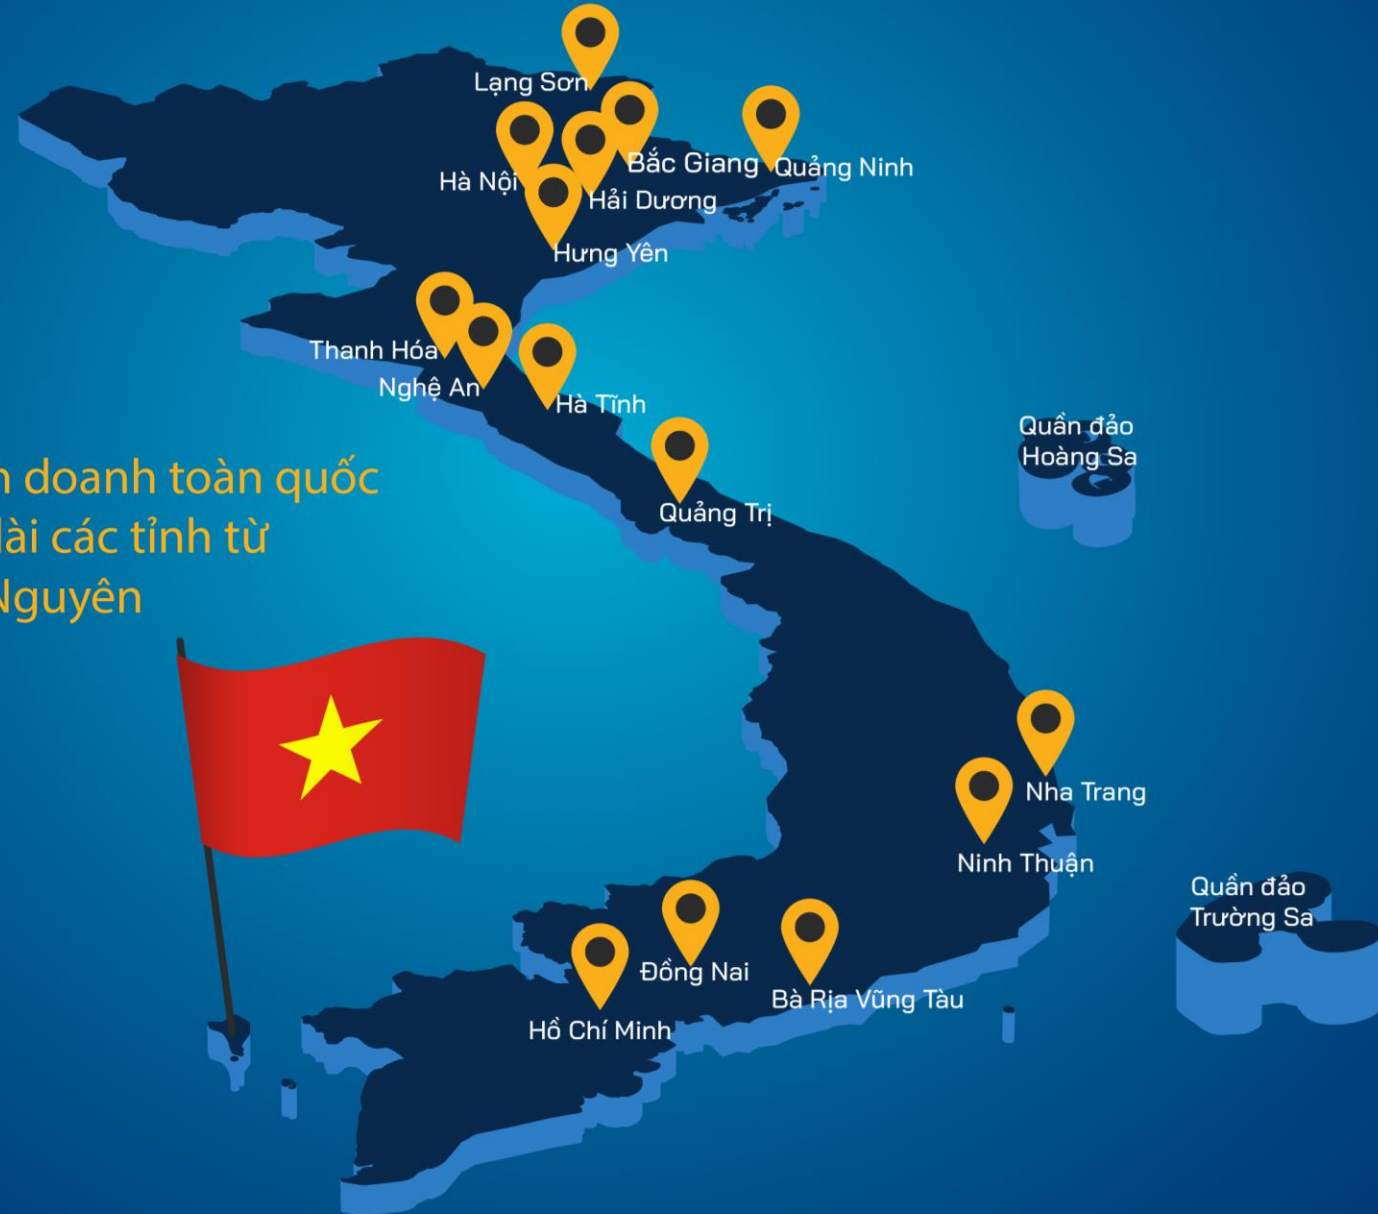 Lạng Sơn
Bắc Giang
Quảng Ninh
Hà Nội
Hải Dương
Hưng Yên
Thanh Hóa
Nghệ An
Hà Tĩnh
Quần đảo
Hoàng Sa
doanh toàn quốc
các tỉnh từ
Nguyên
Quảng Trị
Nha Trang
Ninh Thuận
Quần đảo
Trường Sa
Đồng Nai
Bà Rịa Vũng Tàu
Hồ Chí Minh